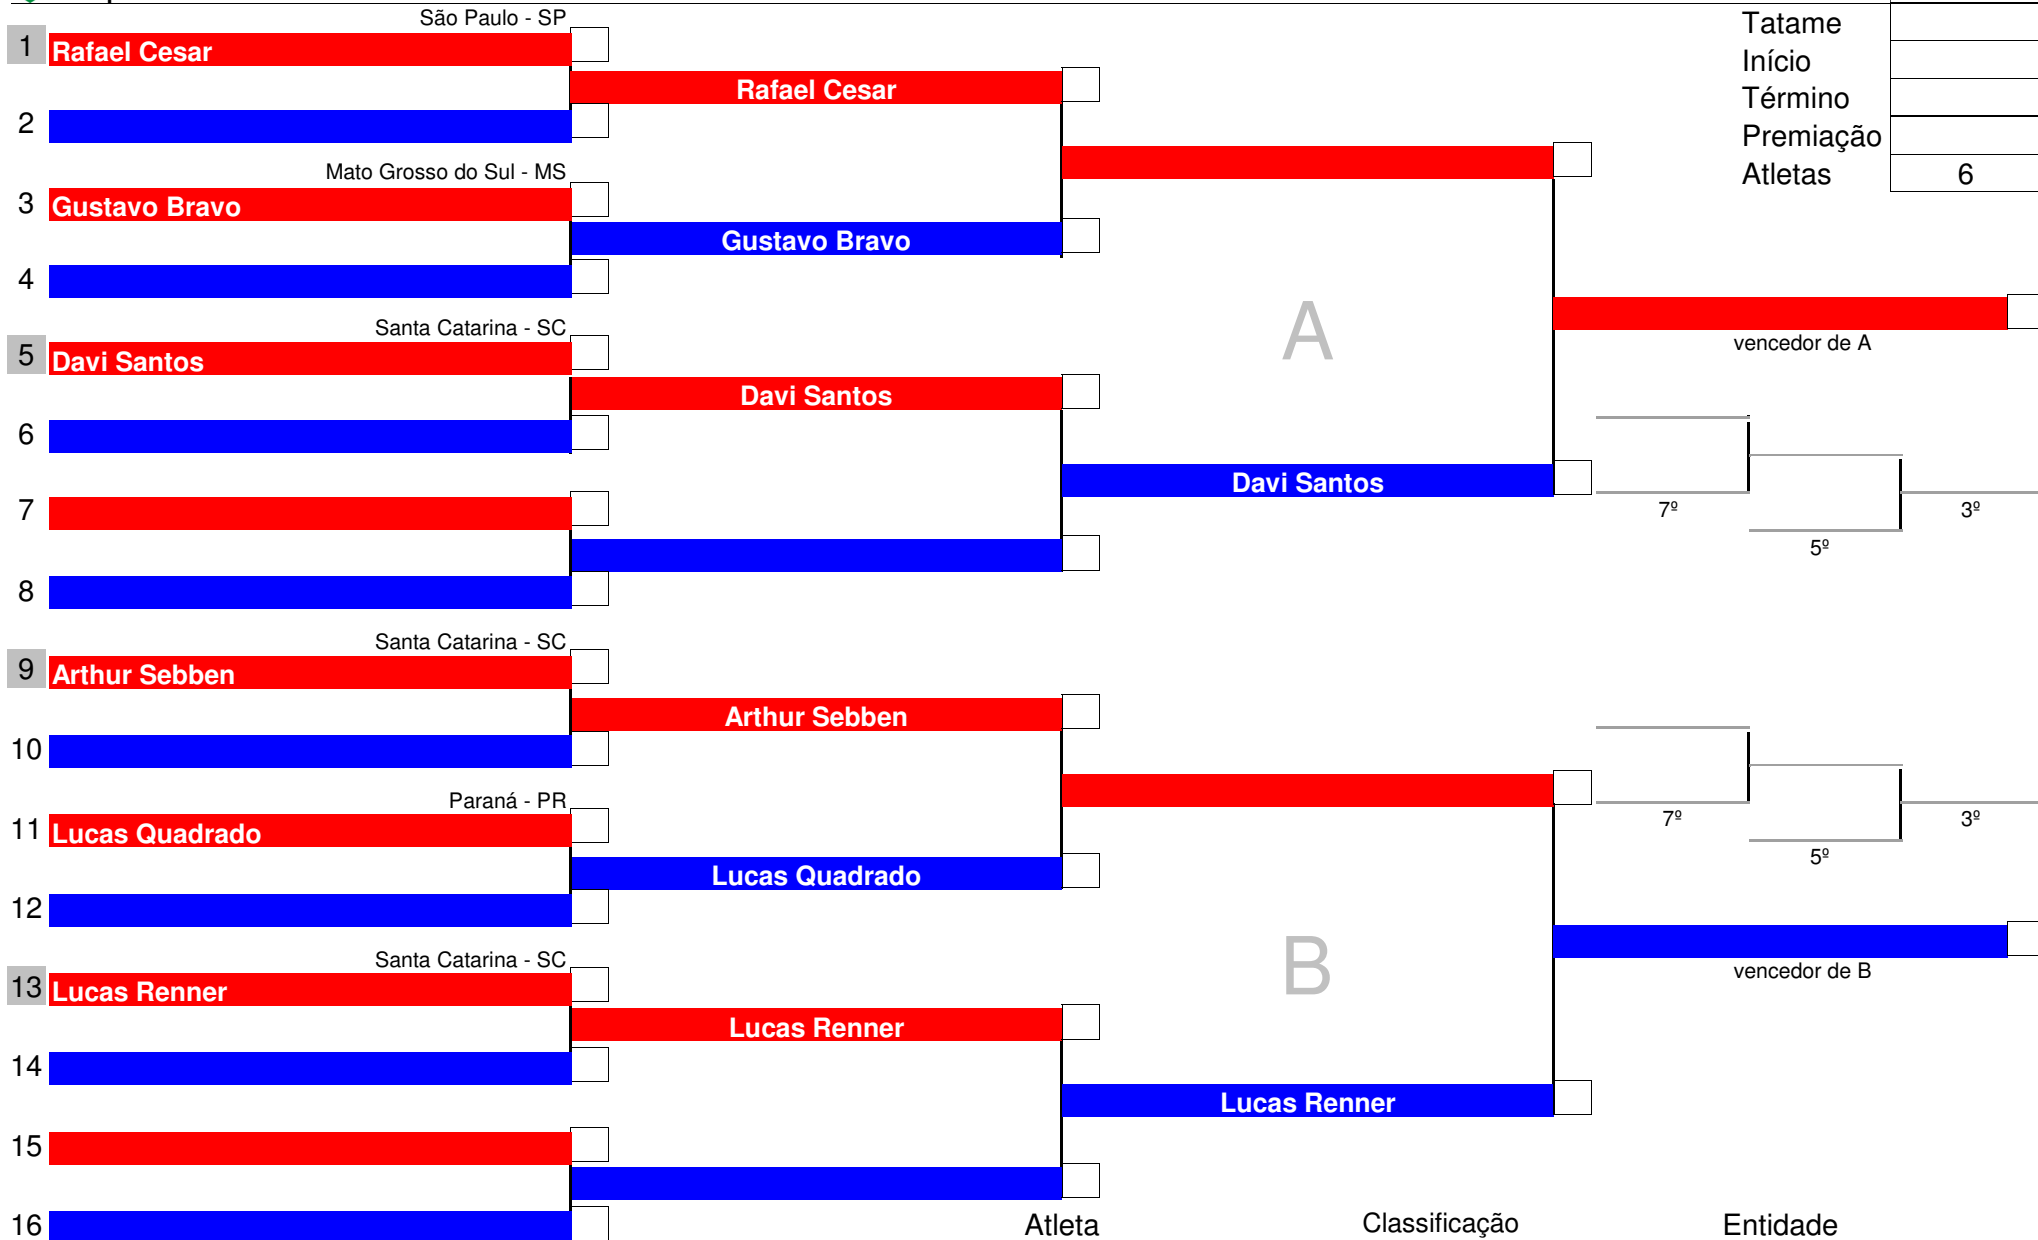 São Paulo - SP
1 Rafael Cesar
Rafael Cesar
2
Mato Grosso do Sul - MS
3 Gustavo Bravo
Gustavo Bravo
4
Santa Catarina - SC
5 Davi Santos
Davi Santos
6
Davi Santos
7
8
Santa Catarina - SC
9 Arthur Sebben
Arthur Sebben
10
Paraná - PR
11 Lucas Quadrado
Lucas Quadrado
12
Santa Catarina - SC
13 Lucas Renner
Lucas Renner
14
Lucas Renner
15
16
A
B
Tatame
Início
Término
Premiação
Atletas 6
vencedor de A
7º
3º
5º
7º
3º
5º
vencedor de B
Atleta Classificação Entidade